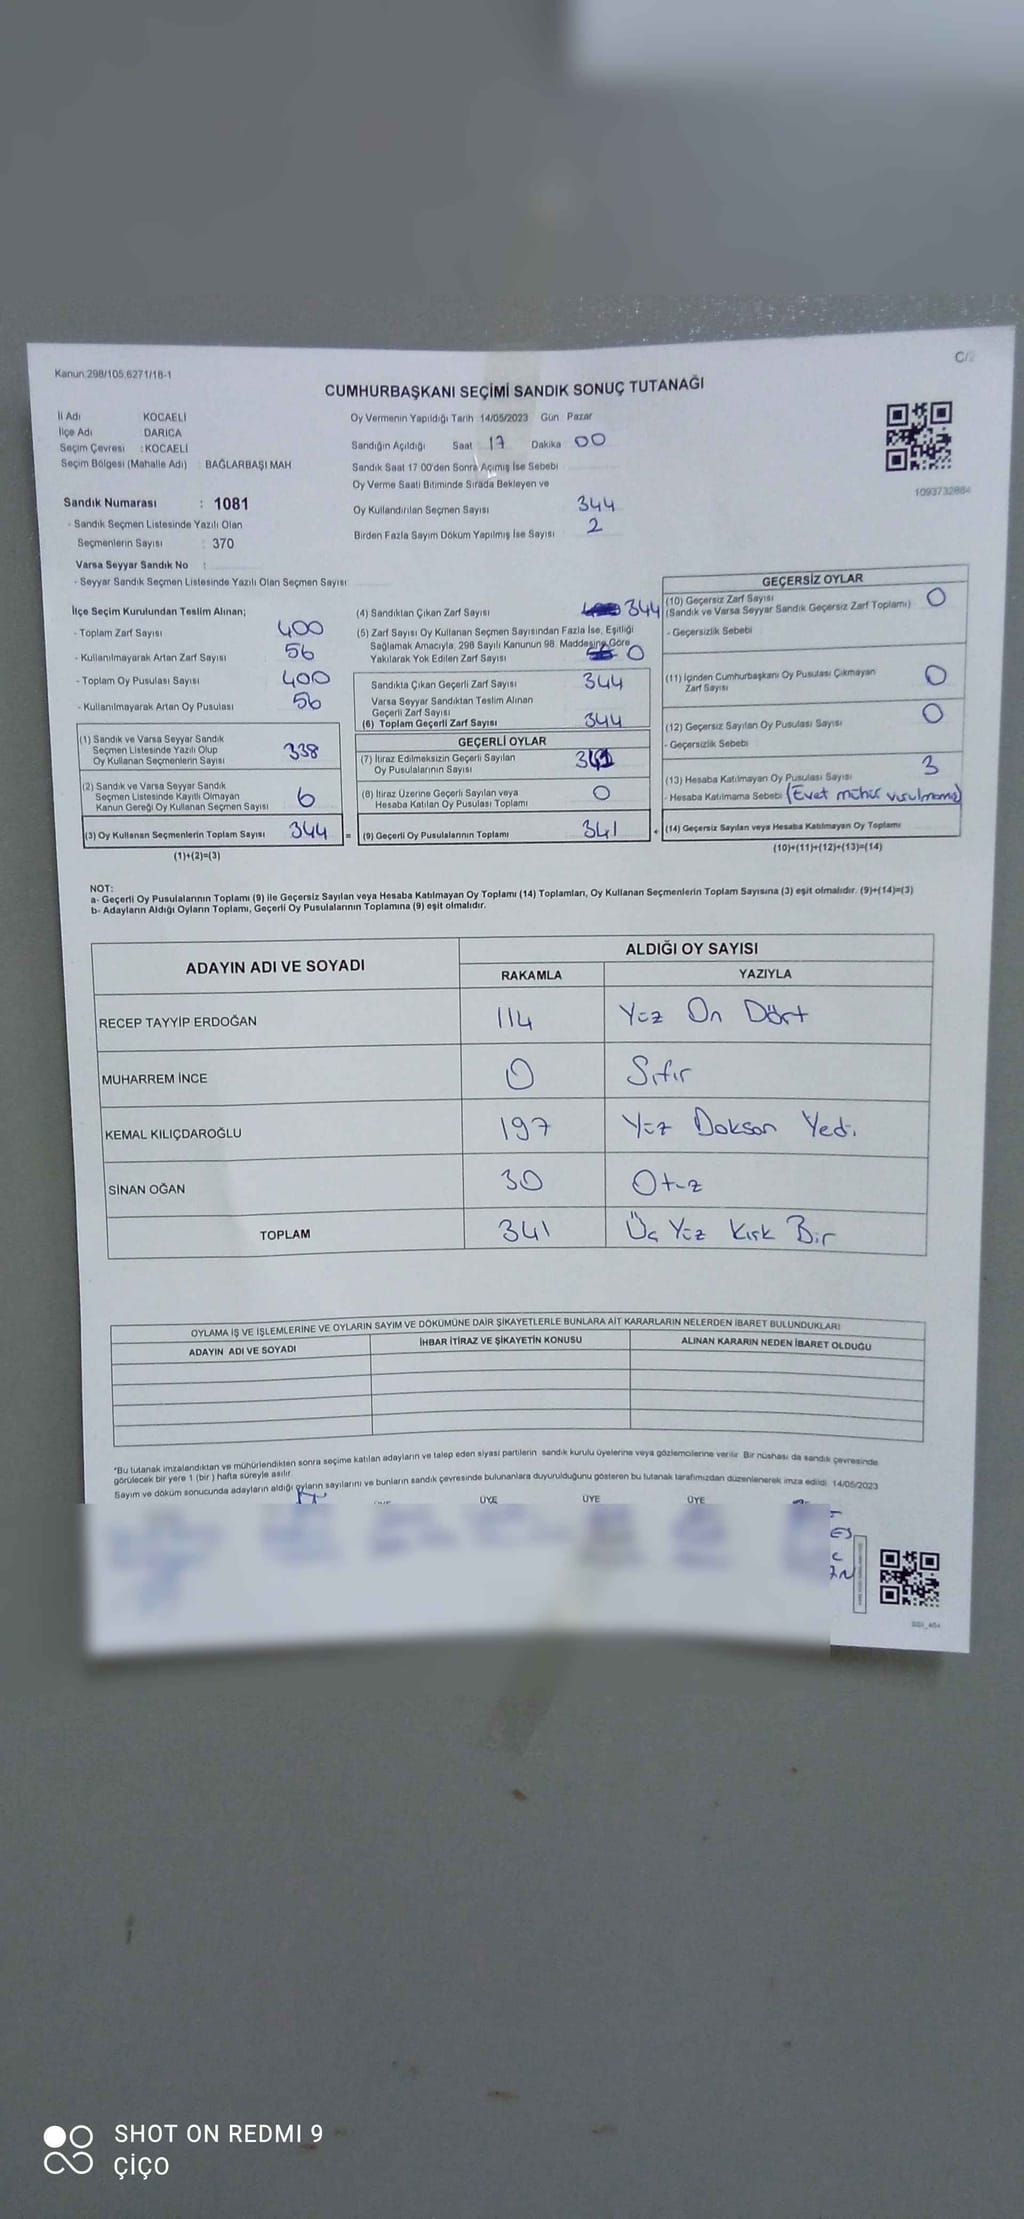 Kanun:298/105,6271/18-1
C/2
CUMHURBAŞKANI SEÇİMİ SANDIK SONUÇ TUTANAĞI
İl Adı KOCAELİ
İlçe Adı DARICA
Seçim Çevresi : KOCAELİ
Seçim Bölgesi (Mahalle Adı) : BAĞLARBAŞI MAH
Oy Vermenin Yapıldığı Tarih 14/05/2023 Gün Pazar
Sandığın Açıldığı Saat 17 Dakika 00
Sandık Saat 17 00'den Sonra Açımış İse Sebebi
Oy Verme Saati Bitiminde Sırada Bekleyen ve
Oy Kullandırılan Seçmen Sayısı 344
Birden Fazla Sayım Döküm Yapılmış İse Sayısı 2
1093732884
Sandık Numarası : 1081
- Sandık Seçmen Listesinde Yazılı Olan
Seçmenlerin Sayısı : 370
Varsa Seyyar Sandık No :
- Seyyar Sandık Seçmen Listesinde Yazılı Olan Seçmen Sayısı
İlçe Seçim Kurulundan Teslim Alınan;
- Toplam Zarf Sayısı 400
- Kullanılmayarak Artan Zarf Sayısı 56
- Toplam Oy Pusulası Sayısı 400
- Kullanılmayarak Artan Oy Pusulası 56
(1) Sandık ve Varsa Seyyar Sandık
Seçmen Listesinde Yazılı Olup
Oy Kullanan Seçmenlerin Sayısı 338
(2) Sandık ve Varsa Seyyar Sandık
Seçmen Listesinde Kayıtlı Olmayan
Kanun Gereği Oy Kullanan Seçmen Sayısı 6
(3) Oy Kullanan Seçmenlerin Toplam Sayısı 344 =
(1)+(2)=(3)
(4) Sandıktan Çıkan Zarf Sayısı 344
(5) Zarf Sayısı Oy Kullanan Seçmen Sayısından Fazla İse, Eşitliği
Sağlamak Amacıyla, 298 Sayılı Kanunun 98. Maddesine Göre
Yakılarak Yok Edilen Zarf Sayısı 0
Sandıkta Çıkan Geçerli Zarf Sayısı 344
Varsa Seyyar Sandıktan Teslim Alınan
Geçerli Zarf Sayısı
(6) Toplam Geçerli Zarf Sayısı 344
GEÇERLİ OYLAR
(7) İtiraz Edilmeksizin Geçerli Sayılan
Oy Pusulalarının Sayısı 341
(8) İtiraz Üzerine Geçerli Sayılan veya
Hesaba Katılan Oy Pusulası Toplamı 0
(9) Geçerli Oy Pusulalarının Toplamı 341 +
GEÇERSİZ OYLAR
(10) Geçersiz Zarf Sayısı
(Sandık ve Varsa Seyyar Sandık Geçersiz Zarf Toplamı) 0
- Geçersizlik Sebebi
(11) İçinden Cumhurbaşkanı Oy Pusulası Çıkmayan
Zarf Sayısı 0
(12) Geçersiz Sayılan Oy Pusulası Sayısı 0
- Geçersizlik Sebebi
(13) Hesaba Katılmayan Oy Pusulası Sayısı 3
- Hesaba Katılmama Sebebi (Evet mühür vurulmamış)
(14) Geçersiz Sayılan veya Hesaba Katılmayan Oy Toplamı
(10)+(11)+(12)+(13)=(14)
NOT:
a- Geçerli Oy Pusulalarının Toplamı (9) ile Geçersiz Sayılan veya Hesaba Katılmayan Oy Toplamı (14) Toplamları, Oy Kullanan Seçmenlerin Toplam Sayısına (3) eşit olmalıdır. (9)+(14)=(3)
b- Adayların Aldığı Oyların Toplamı, Geçerli Oy Pusulalarının Toplamına (9) eşit olmalıdır.
ADAYIN ADI VE SOYADI
ALDIĞI OY SAYISI
RAKAMLA YAZIYLA
RECEP TAYYİP ERDOĞAN 114 Yüz On Dört
MUHARREM İNCE 0 Sıfır
KEMAL KILIÇDAROĞLU 197 Yüz Doksan Yedi
SİNAN OĞAN 30 Otuz
TOPLAM 341 Üç Yüz Kırk Bir
OYLAMA İŞ VE İŞLEMLERİNE VE OYLARIN SAYIM VE DÖKÜMÜNE DAİR ŞİKAYETLERLE BUNLARA AİT KARARLARIN NELERDEN İBARET BULUNDUKLARI
ADAYIN ADI VE SOYADI İHBAR İTİRAZ VE ŞİKAYETİN KONUSU ALINAN KARARIN NEDEN İBARET OLDUĞU
*Bu tutanak imzalandıktan ve mühürlendikten sonra seçime katılan adayların ve talep eden siyasi partilerin sandık kurulu üyelerine veya gözlemcilerine verilir. Bir nüshası da sandık çevresinde
görülecek bir yere 1 (bir) hafta süreyle asılır.
Sayım ve döküm sonucunda adayların aldığı oyların sayılarını ve bunların sandık çevresinde bulunanlara duyurulduğunu gösteren bu tutanak tarafımızdan düzenlenerek imza edildi. 14/05/2023
ÜYE ÜYE ÜYE
SHOT ON REDMI 9
çiço